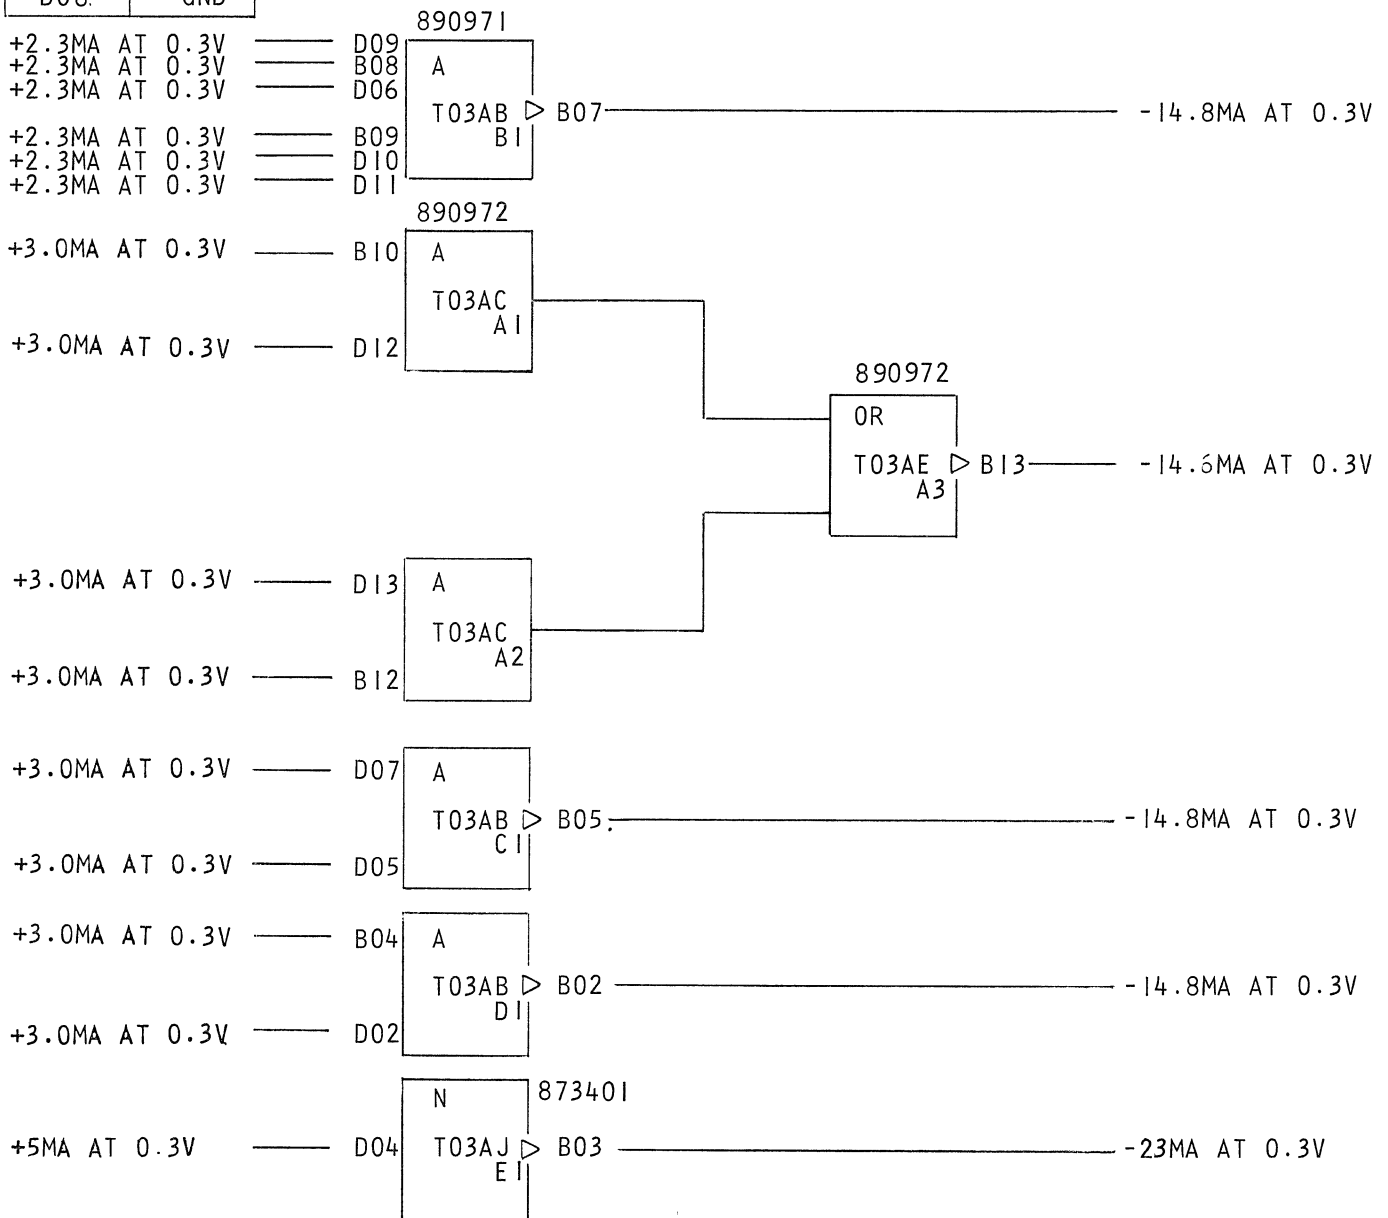 D08 GND
890971
+2.3MA AT 0.3V D09
+2.3MA AT 0.3V B08 A
+2.3MA AT 0.3V D06
T03AB B07 -14.8MA AT 0.3V
+2.3MA AT 0.3V B09 B1
+2.3MA AT 0.3V D10
+2.3MA AT 0.3V D11
890972
+3.0MA AT 0.3V B10 A
T03AC
A1
+3.0MA AT 0.3V D12
890972
OR
T03AE B13 -14.6MA AT 0.3V
A3
+3.0MA AT 0.3V D13 A
T03AC
A2
+3.0MA AT 0.3V B12
+3.0MA AT 0.3V D07 A
T03AB B05 -14.8MA AT 0.3V
C1
+3.0MA AT 0.3V D05
+3.0MA AT 0.3V B04 A
T03AB B02 -14.8MA AT 0.3V
D1
+3.0MA AT 0.3V D02
873401
N
+5MA AT 0.3V D04 T03AJ B03 -23MA AT 0.3V
E1